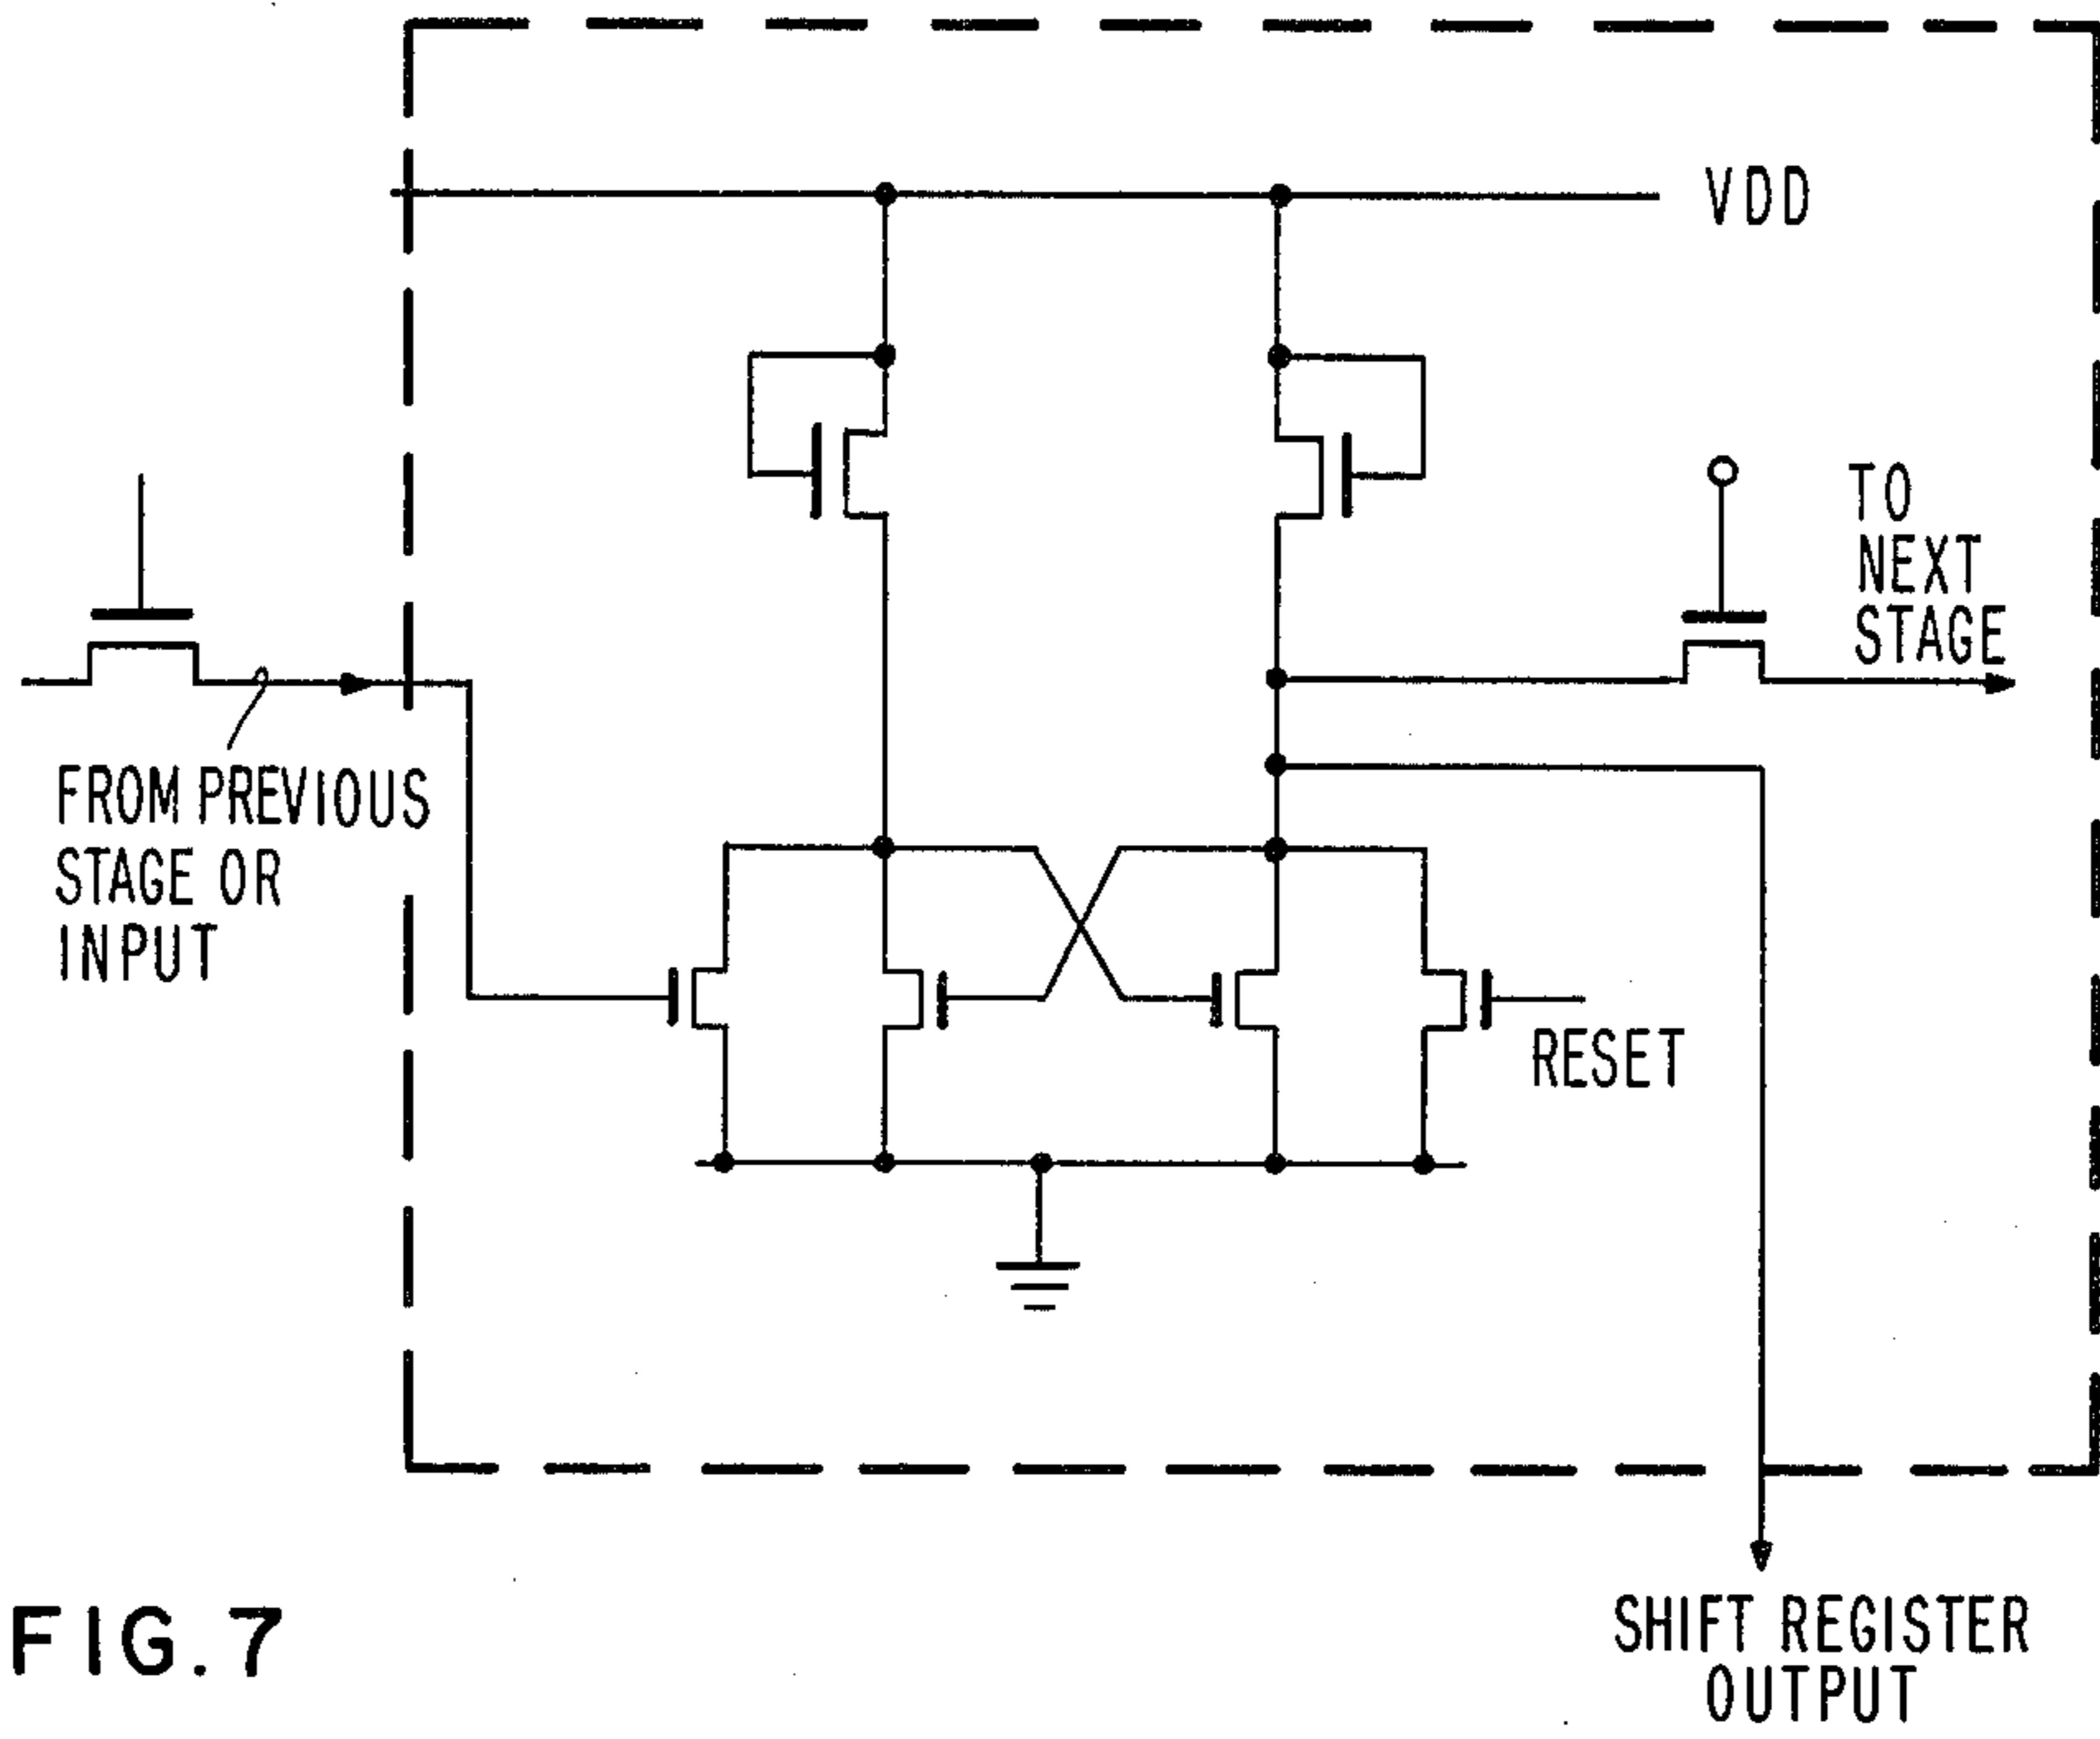 VDD
TO
NEXT
STAGE
FROM PREVIOUS
STAGE OR
INPUT
RESET
SHIFT REGISTER
OUTPUT
FIG.7